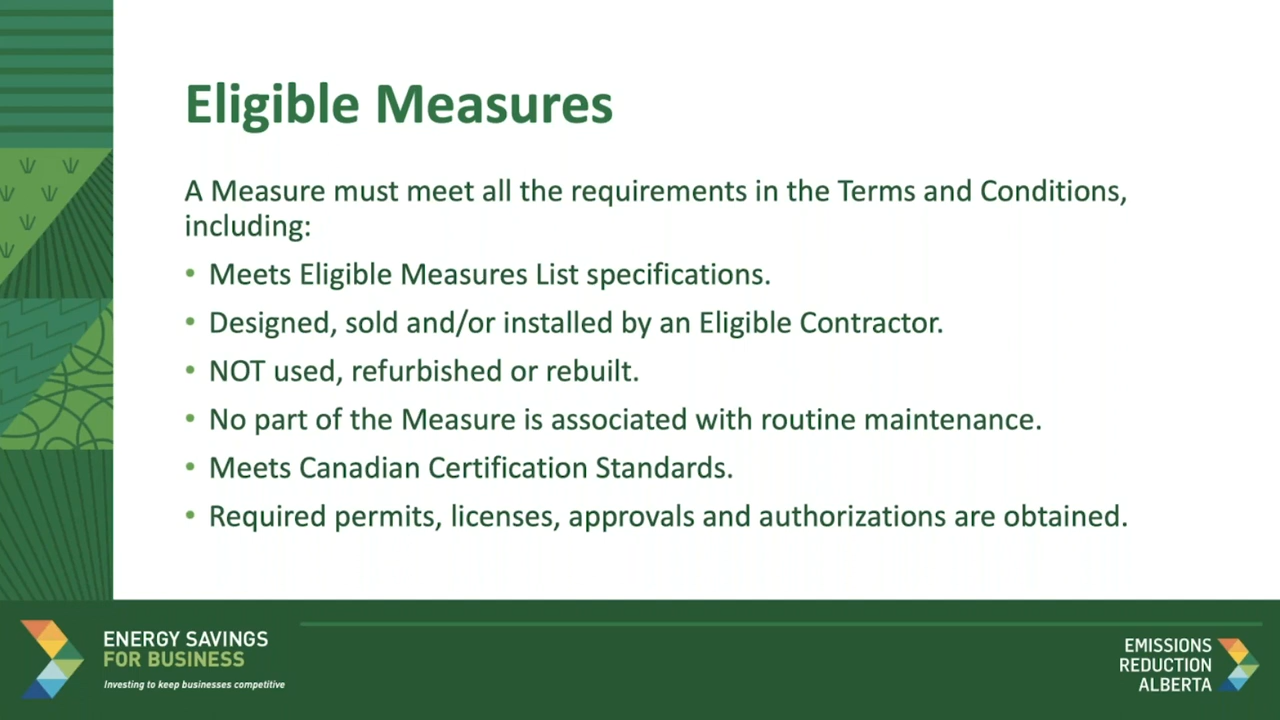 Eligible Measures
A Measure must meet all the requirements in the Terms and Conditions,
including:
• Meets Eligible Measures List specifications.
• Designed, sold and/or installed by an Eligible Contractor.
• NOT used, refurbished or rebuilt.
• No part of the Measure is associated with routine maintenance.
• Meets Canadian Certification Standards.
• Required permits, licenses, approvals and authorizations are obtained.
ENERGY SAVINGS
FOR BUSINESS
Investing to keep businesses competitive
EMISSIONS
REDUCTION
ALBERTA